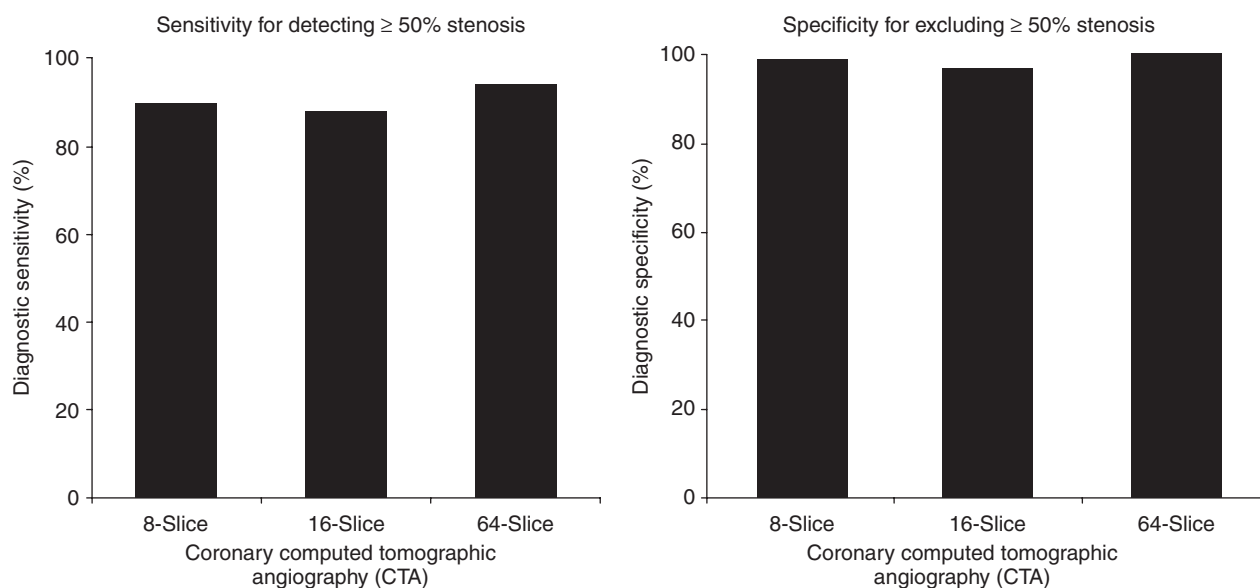 Sensitivity for detecting ≥ 50% stenosis
Diagnostic sensitivity (%)
100
80
60
40
20
0
8-Slice
16-Slice
64-Slice
Coronary computed tomographic
angiography (CTA)
Specificity for excluding ≥ 50% stenosis
Diagnostic specificity (%)
100
80
60
40
20
0
8-Slice
16-Slice
64-Slice
Coronary computed tomographic
angiography (CTA)